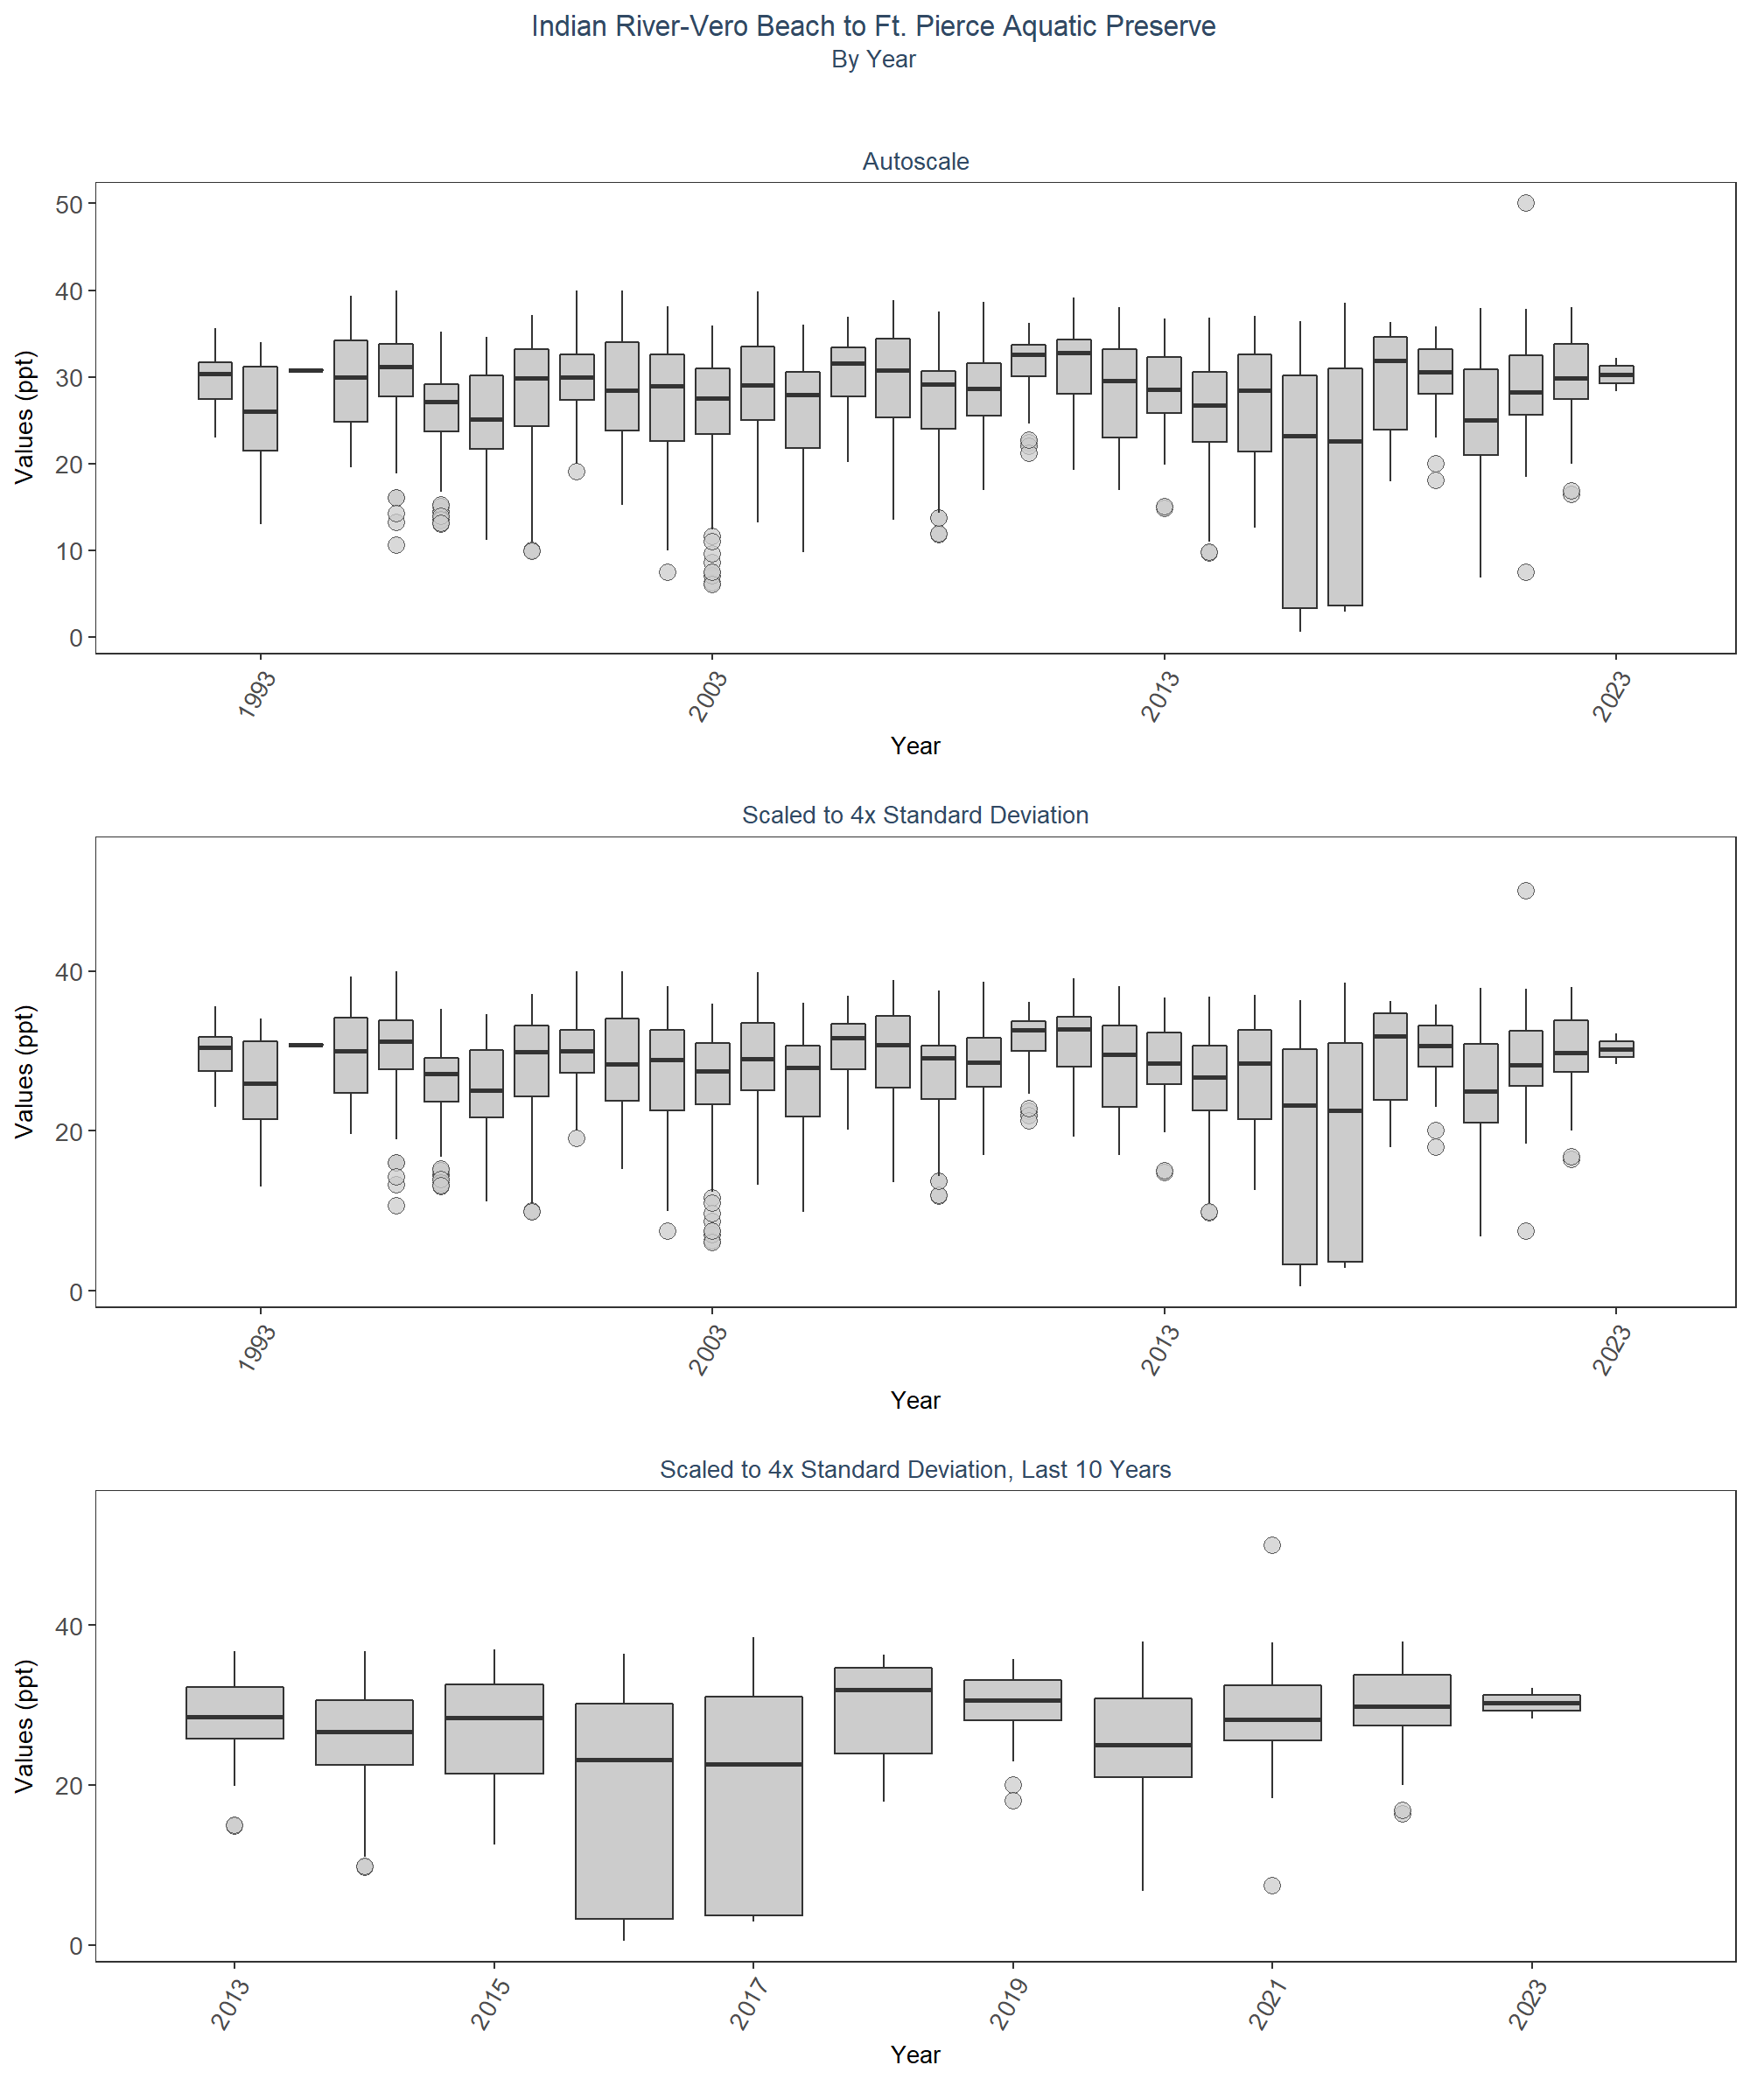 Indian River-Vero Beach to Ft. Pierce Aquatic Preserve
By Year
Autoscale
Values (ppt)
50
40
30
20
10
0
1993
2003
2013
2023
Year
Scaled to 4x Standard Deviation
Values (ppt)
40
20
0
1993
2003
2013
2023
Year
Scaled to 4x Standard Deviation, Last 10 Years
Values (ppt)
40
20
0
2013
2015
2017
2019
2021
2023
Year